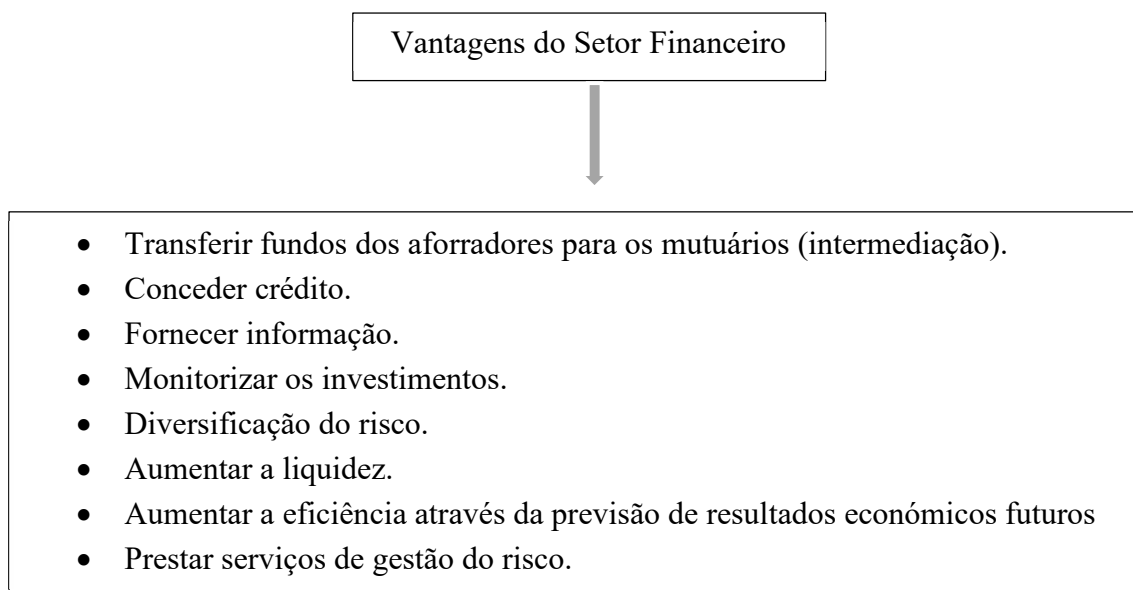 Vantagens do Setor Financeiro
• Transferir fundos dos aforradores para os mutuários (intermediação).
• Conceder crédito.
• Fornecer informação.
• Monitorizar os investimentos.
• Diversificação do risco.
• Aumentar a liquidez.
• Aumentar a eficiência através da previsão de resultados económicos futuros
• Prestar serviços de gestão do risco.